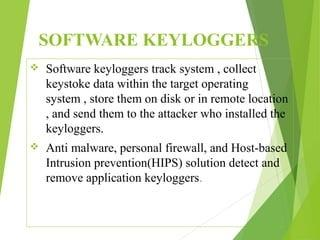 SOFTWARE KEYLOGGERS
❖ Software keyloggers track system , collect
keystoke data within the target operating
system , store them on disk or in remote location
, and send them to the attacker who installed the
keyloggers.
❖ Anti malware, personal firewall, and Host-based
Intrusion prevention(HIPS) solution detect and
remove application keyloggers.